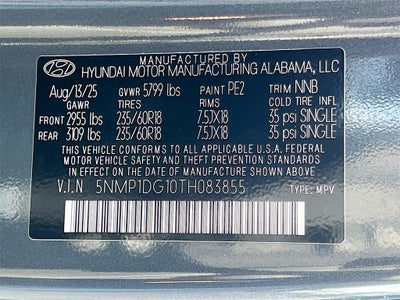 MANUFACTURED BY
HYUNDAI MOTOR MANUFACTURING ALABAMA, LLC
Aug/13/25 GVWR 5799 lbs PAINT PE2 TRIM NNB
GAWR TIRES RIMS COLD
FRONT 2955 lbs 235/60R18 7.5JX18 35 psi SINGLE
REAR 3109 lbs 235/60R18 7.5JX18 35 psi SINGLE
THIS VEHICLE CONFORMS TO ALL APPLICABLE U.S.A. FEDERAL
MOTOR VEHICLE SAFETY, BUMPER, AND THEFT PREVENTION
STANDARDS IN EFFECT ON THE DATE OF MANUFACTURE SHOWN ABOVE.
V.I.N 5NMP1DG10TH083855 TYPE: MPV